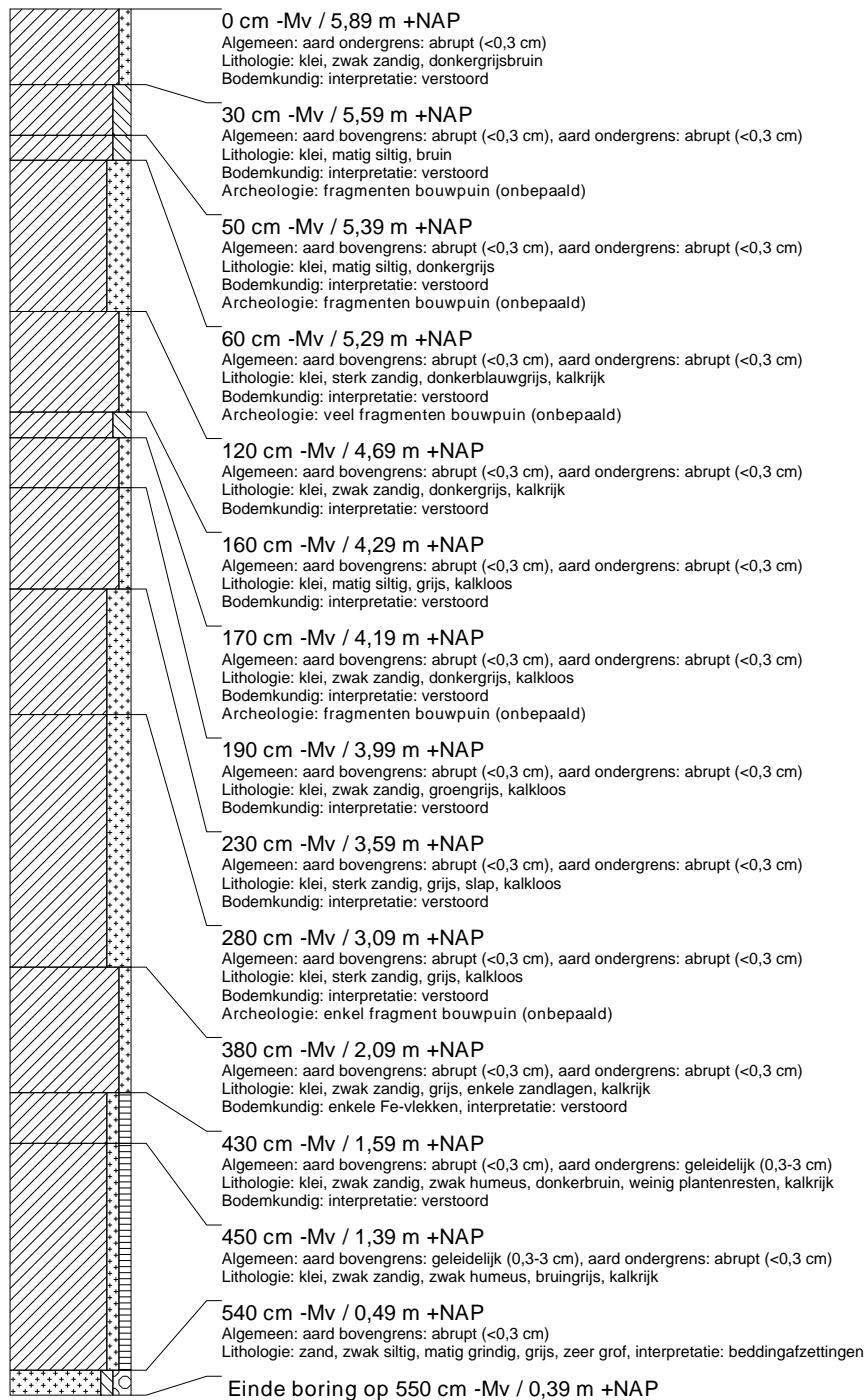 0 cm -Mv / 5,89 m +NAP
Algemeen: aard ondergrens: abrupt (<0,3 cm)
Lithologie: klei, zwak zandig, donkergrijsbruin
Bodemkundig: interpretatie: verstoord
30 cm -Mv / 5,59 m +NAP
Algemeen: aard bovengrens: abrupt (<0,3 cm), aard ondergrens: abrupt (<0,3 cm)
Lithologie: klei, matig siltig, bruin
Bodemkundig: interpretatie: verstoord
Archeologie: fragmenten bouwpuin (onbepaald)
50 cm -Mv / 5,39 m +NAP
Algemeen: aard bovengrens: abrupt (<0,3 cm), aard ondergrens: abrupt (<0,3 cm)
Lithologie: klei, matig siltig, donkergrijs
Bodemkundig: interpretatie: verstoord
Archeologie: fragmenten bouwpuin (onbepaald)
60 cm -Mv / 5,29 m +NAP
Algemeen: aard bovengrens: abrupt (<0,3 cm), aard ondergrens: abrupt (<0,3 cm)
Lithologie: klei, sterk zandig, donkerblauwgrijs, kalkrijk
Bodemkundig: interpretatie: verstoord
Archeologie: veel fragmenten bouwpuin (onbepaald)
120 cm -Mv / 4,69 m +NAP
Algemeen: aard bovengrens: abrupt (<0,3 cm), aard ondergrens: abrupt (<0,3 cm)
Lithologie: klei, zwak zandig, donkergrijs, kalkrijk
Bodemkundig: interpretatie: verstoord
160 cm -Mv / 4,29 m +NAP
Algemeen: aard bovengrens: abrupt (<0,3 cm), aard ondergrens: abrupt (<0,3 cm)
Lithologie: klei, matig siltig, grijs, kalkloos
Bodemkundig: interpretatie: verstoord
170 cm -Mv / 4,19 m +NAP
Algemeen: aard bovengrens: abrupt (<0,3 cm), aard ondergrens: abrupt (<0,3 cm)
Lithologie: klei, zwak zandig, donkergrijs, kalkloos
Bodemkundig: interpretatie: verstoord
Archeologie: fragmenten bouwpuin (onbepaald)
190 cm -Mv / 3,99 m +NAP
Algemeen: aard bovengrens: abrupt (<0,3 cm), aard ondergrens: abrupt (<0,3 cm)
Lithologie: klei, zwak zandig, groengrijs, kalkloos
Bodemkundig: interpretatie: verstoord
230 cm -Mv / 3,59 m +NAP
Algemeen: aard bovengrens: abrupt (<0,3 cm), aard ondergrens: abrupt (<0,3 cm)
Lithologie: klei, sterk zandig, grijs, slap, kalkloos
Bodemkundig: interpretatie: verstoord
280 cm -Mv / 3,09 m +NAP
Algemeen: aard bovengrens: abrupt (<0,3 cm), aard ondergrens: abrupt (<0,3 cm)
Lithologie: klei, sterk zandig, grijs, kalkloos
Bodemkundig: interpretatie: verstoord
Archeologie: enkel fragment bouwpuin (onbepaald)
380 cm -Mv / 2,09 m +NAP
Algemeen: aard bovengrens: abrupt (<0,3 cm), aard ondergrens: abrupt (<0,3 cm)
Lithologie: klei, zwak zandig, grijs, enkele zandlagen, kalkrijk
Bodemkundig: enkele Fe-vlekken, interpretatie: verstoord
430 cm -Mv / 1,59 m +NAP
Algemeen: aard bovengrens: abrupt (<0,3 cm), aard ondergrens: geleidelijk (0,3-3 cm)
Lithologie: klei, zwak zandig, zwak humeus, donkerbruin, weinig plantenresten, kalkrijk
Bodemkundig: interpretatie: verstoord
450 cm -Mv / 1,39 m +NAP
Algemeen: aard bovengrens: geleidelijk (0,3-3 cm), aard ondergrens: abrupt (<0,3 cm)
Lithologie: klei, zwak zandig, zwak humeus, bruingrijs, kalkrijk
540 cm -Mv / 0,49 m +NAP
Algemeen: aard bovengrens: abrupt (<0,3 cm)
Lithologie: zand, zwak siltig, matig grindig, grijs, zeer grof, interpretatie: beddingafzettingen
Einde boring op 550 cm -Mv / 0,39 m +NAP